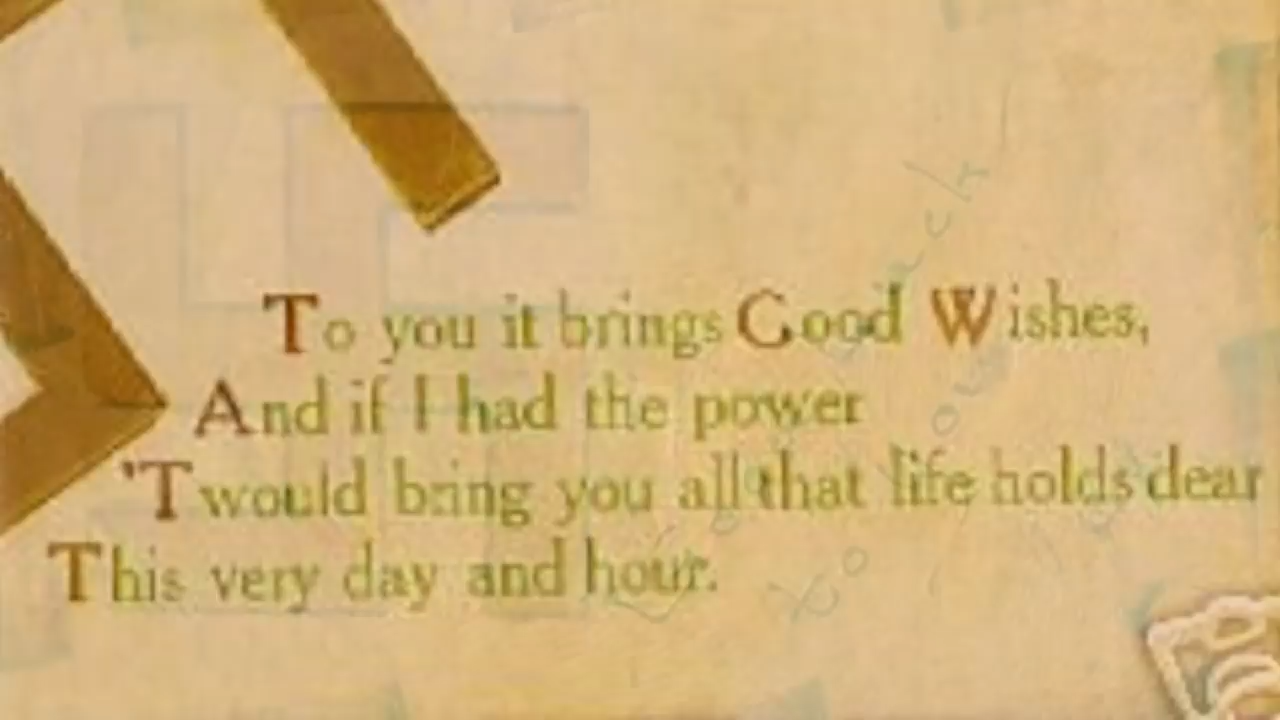 To you it brings Good Wishes,
And if I had the power
'Twould bring you all that life holds dear
This very day and hour.